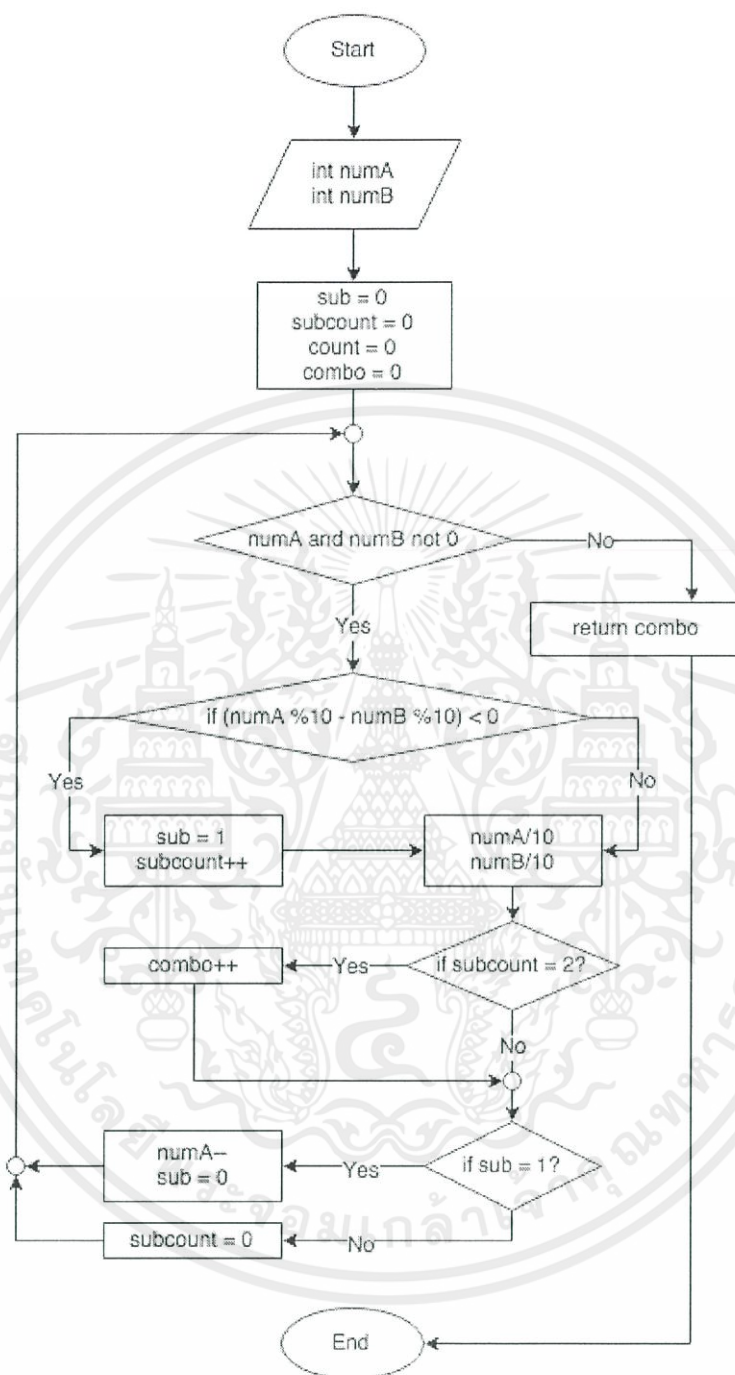 Start
int numA
int numB
sub = 0
subcount = 0
count = 0
combo = 0
numA and numB not 0
No
Yes
return combo
if (numA %10 - numB %10) < 0
Yes
No
sub = 1
subcount++
numA/10
numB/10
combo++
Yes
if subcount = 2?
No
numA--
sub = 0
Yes
if sub = 1?
subcount = 0
No
End